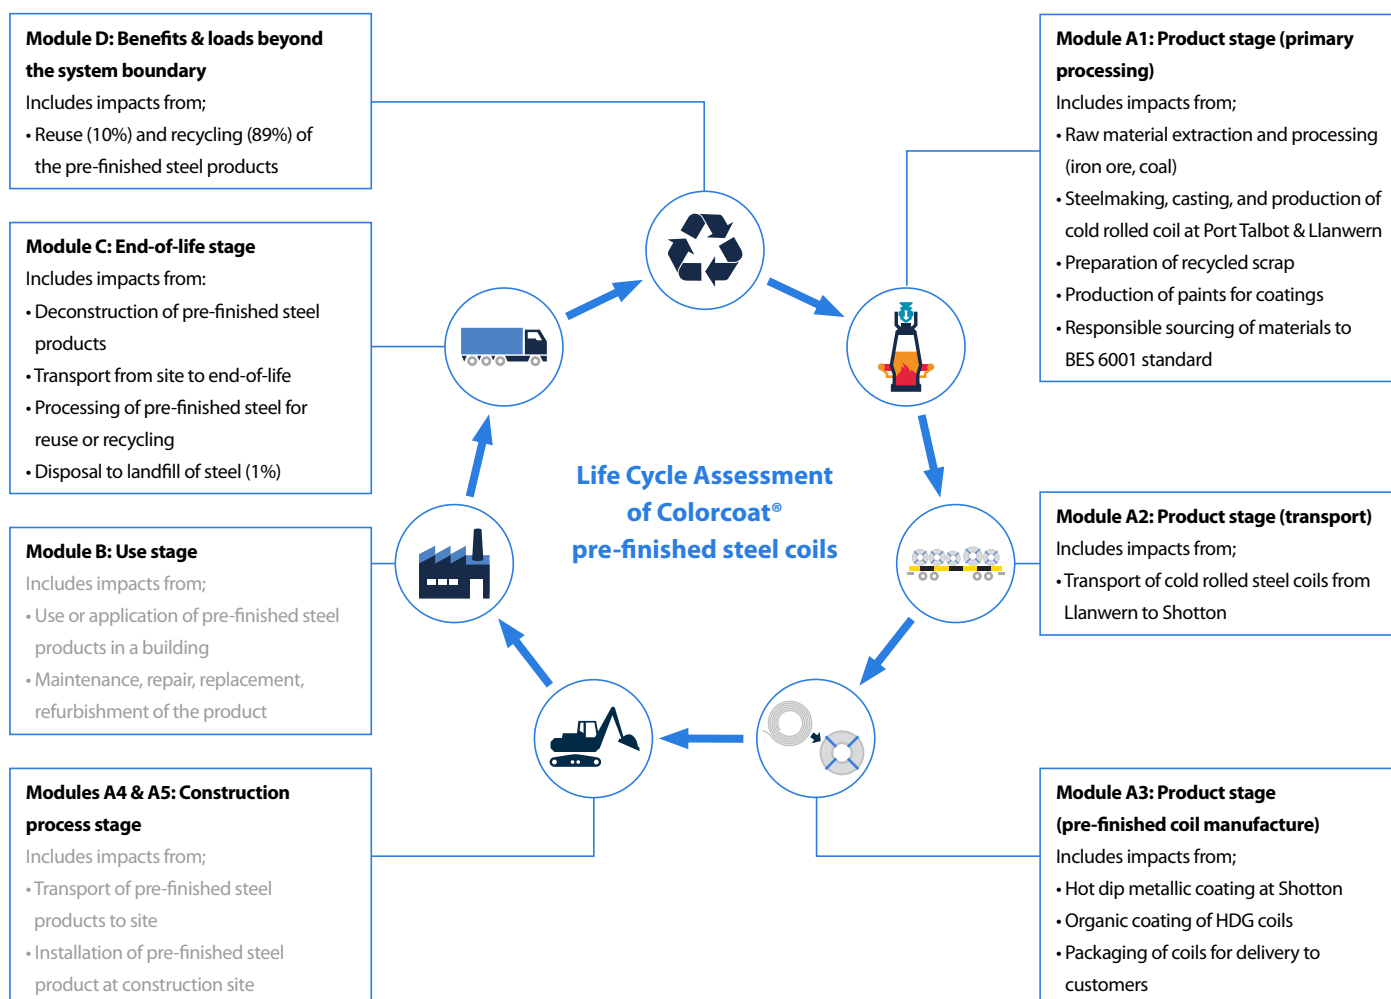 Module D: Benefits & loads beyond
the system boundary
Includes impacts from;
• Reuse (10%) and recycling (89%) of
the pre-finished steel products
Module C: End-of-life stage
Includes impacts from:
• Deconstruction of pre-finished steel
products
• Transport from site to end-of-life
• Processing of pre-finished steel for
reuse or recycling
• Disposal to landfill of steel (1%)
Module B: Use stage
Includes impacts from;
• Use or application of pre-finished steel
products in a building
• Maintenance, repair, replacement,
refurbishment of the product
Modules A4 & A5: Construction
process stage
Includes impacts from;
• Transport of pre-finished steel
products to site
• Installation of pre-finished steel
product at construction site
Life Cycle Assessment
of Colorcoat®
pre-finished steel coils
Module A1: Product stage (primary
processing)
Includes impacts from;
• Raw material extraction and processing
(iron ore, coal)
• Steelmaking, casting, and production of
cold rolled coil at Port Talbot & Llanwern
• Preparation of recycled scrap
• Production of paints for coatings
• Responsible sourcing of materials to
BES 6001 standard
Module A2: Product stage (transport)
Includes impacts from;
• Transport of cold rolled steel coils from
Llanwern to Shotton
Module A3: Product stage
(pre-finished coil manufacture)
Includes impacts from;
• Hot dip metallic coating at Shotton
• Organic coating of HDG coils
• Packaging of coils for delivery to
customers